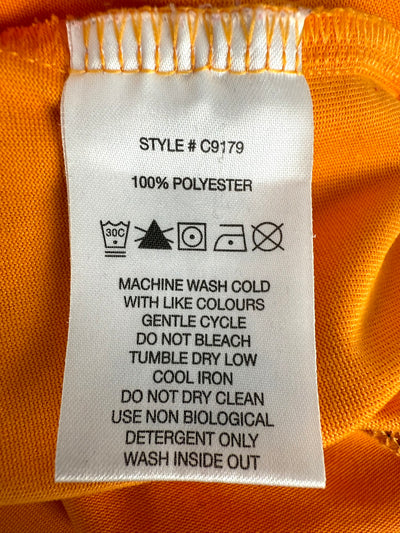 STYLE # C9179
100% POLYESTER
30C
MACHINE WASH COLD
WITH LIKE COLOURS
GENTLE CYCLE
DO NOT BLEACH
TUMBLE DRY LOW
COOL IRON
DO NOT DRY CLEAN
USE NON BIOLOGICAL
DETERGENT ONLY
WASH INSIDE OUT